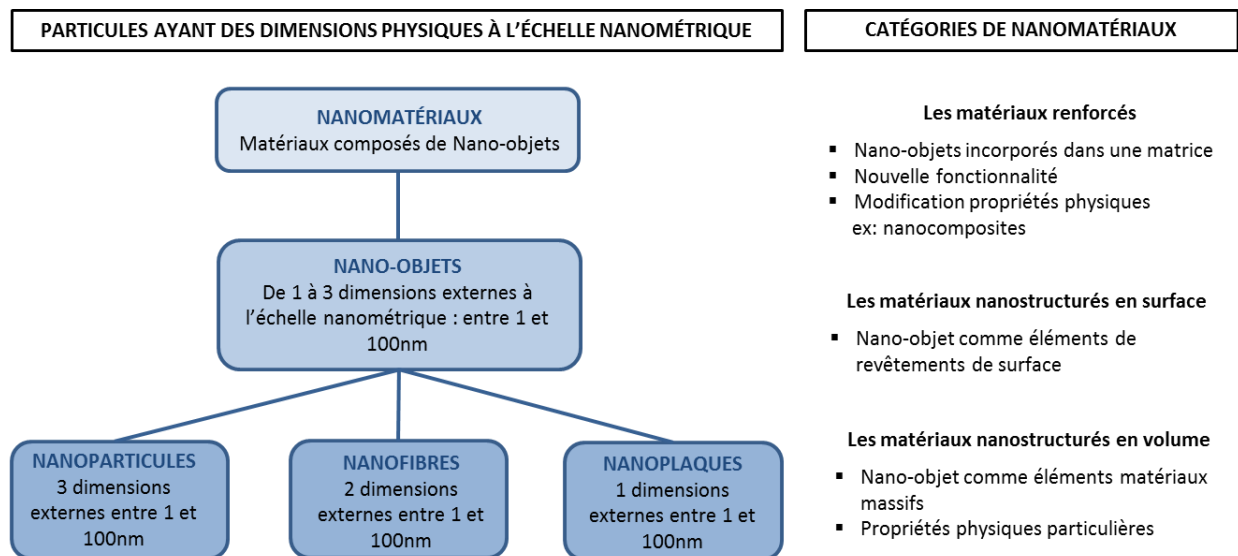 PARTICULES AYANT DES DIMENSIONS PHYSIQUES À L’ÉCHELLE NANOMÉTRIQUE
NANOMATÉRIAUX
Matériaux composés de Nano-objets
NANO-OBJETS
De 1 à 3 dimensions externes à
l’échelle nanométrique : entre 1 et
100nm
NANOPARTICULES
3 dimensions
externes entre 1 et
100nm
NANOFIBRES
2 dimensions
externes entre 1 et
100nm
NANOPLAQUES
1 dimensions
externes entre 1 et
100nm
CATÉGORIES DE NANOMATÉRIAUX
Les matériaux renforcés
▪ Nano-objets incorporés dans une matrice
▪ Nouvelle fonctionnalité
▪ Modification propriétés physiques
ex: nanocomposites
Les matériaux nanostructurés en surface
▪ Nano-objet comme éléments de
revêtements de surface
Les matériaux nanostructurés en volume
▪ Nano-objet comme éléments matériaux
massifs
▪ Propriétés physiques particulières